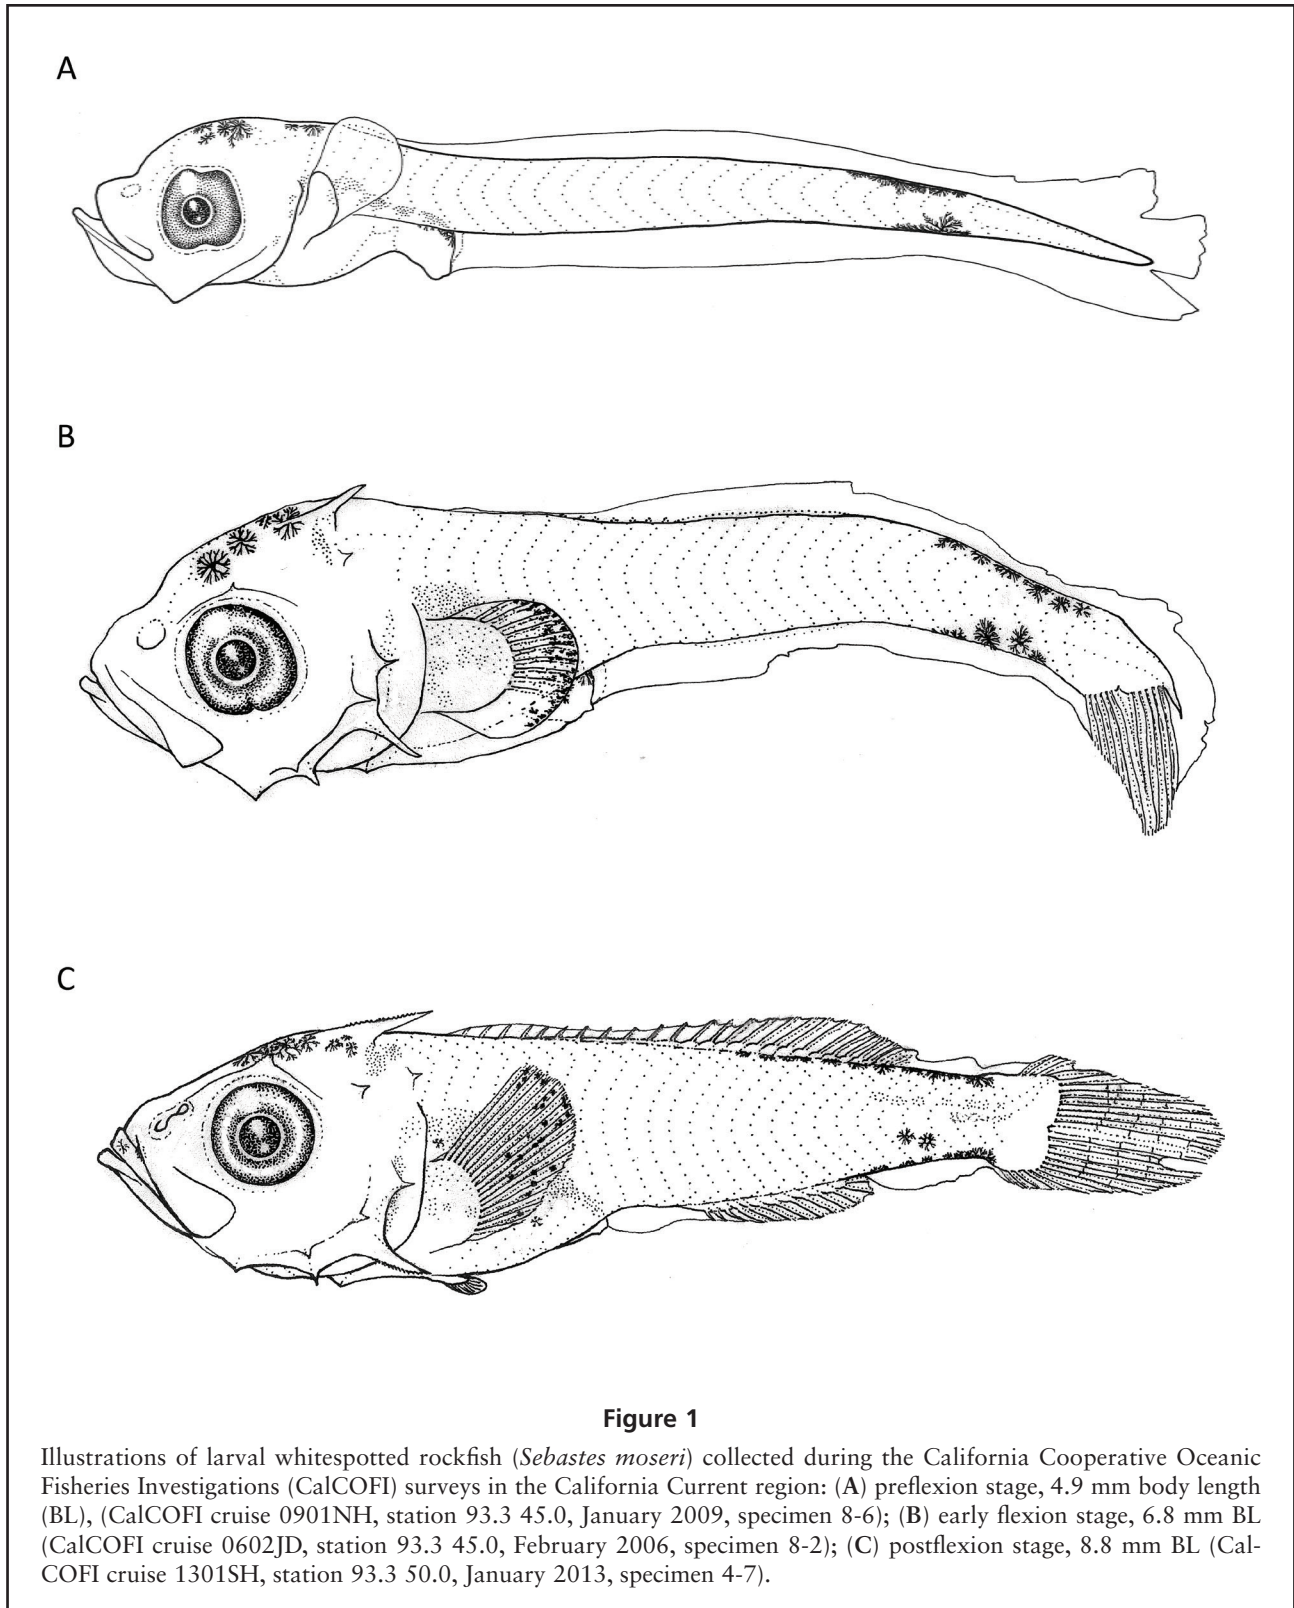 A
B
C
Figure 1
Illustrations of larval whitespotted rockfish (Sebastes moseri) collected during the California Cooperative Oceanic
Fisheries Investigations (CalCOFI) surveys in the California Current region: (A) preflexion stage, 4.9 mm body length
(BL), (CalCOFI cruise 0901NH, station 93.3 45.0, January 2009, specimen 8-6); (B) early flexion stage, 6.8 mm BL
(CalCOFI cruise 0602JD, station 93.3 45.0, February 2006, specimen 8-2); (C) postflexion stage, 8.8 mm BL (Cal-
COFI cruise 1301SH, station 93.3 50.0, January 2013, specimen 4-7).